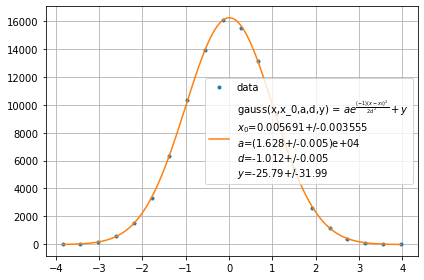 16000
14000
12000
10000
8000
6000
4000
2000
0
−4 −3 −2 −1 0 1 2 3 4
data
gauss(x,x_0,a,d,y) = ae^{\frac{(-1)(x-x_0)^2}{2d^2}} + y
x₀=0.005691+/-0.003555
a=(1.628+/-0.005)e+04
d=-1.012+/-0.005
y=-25.79+/-31.99